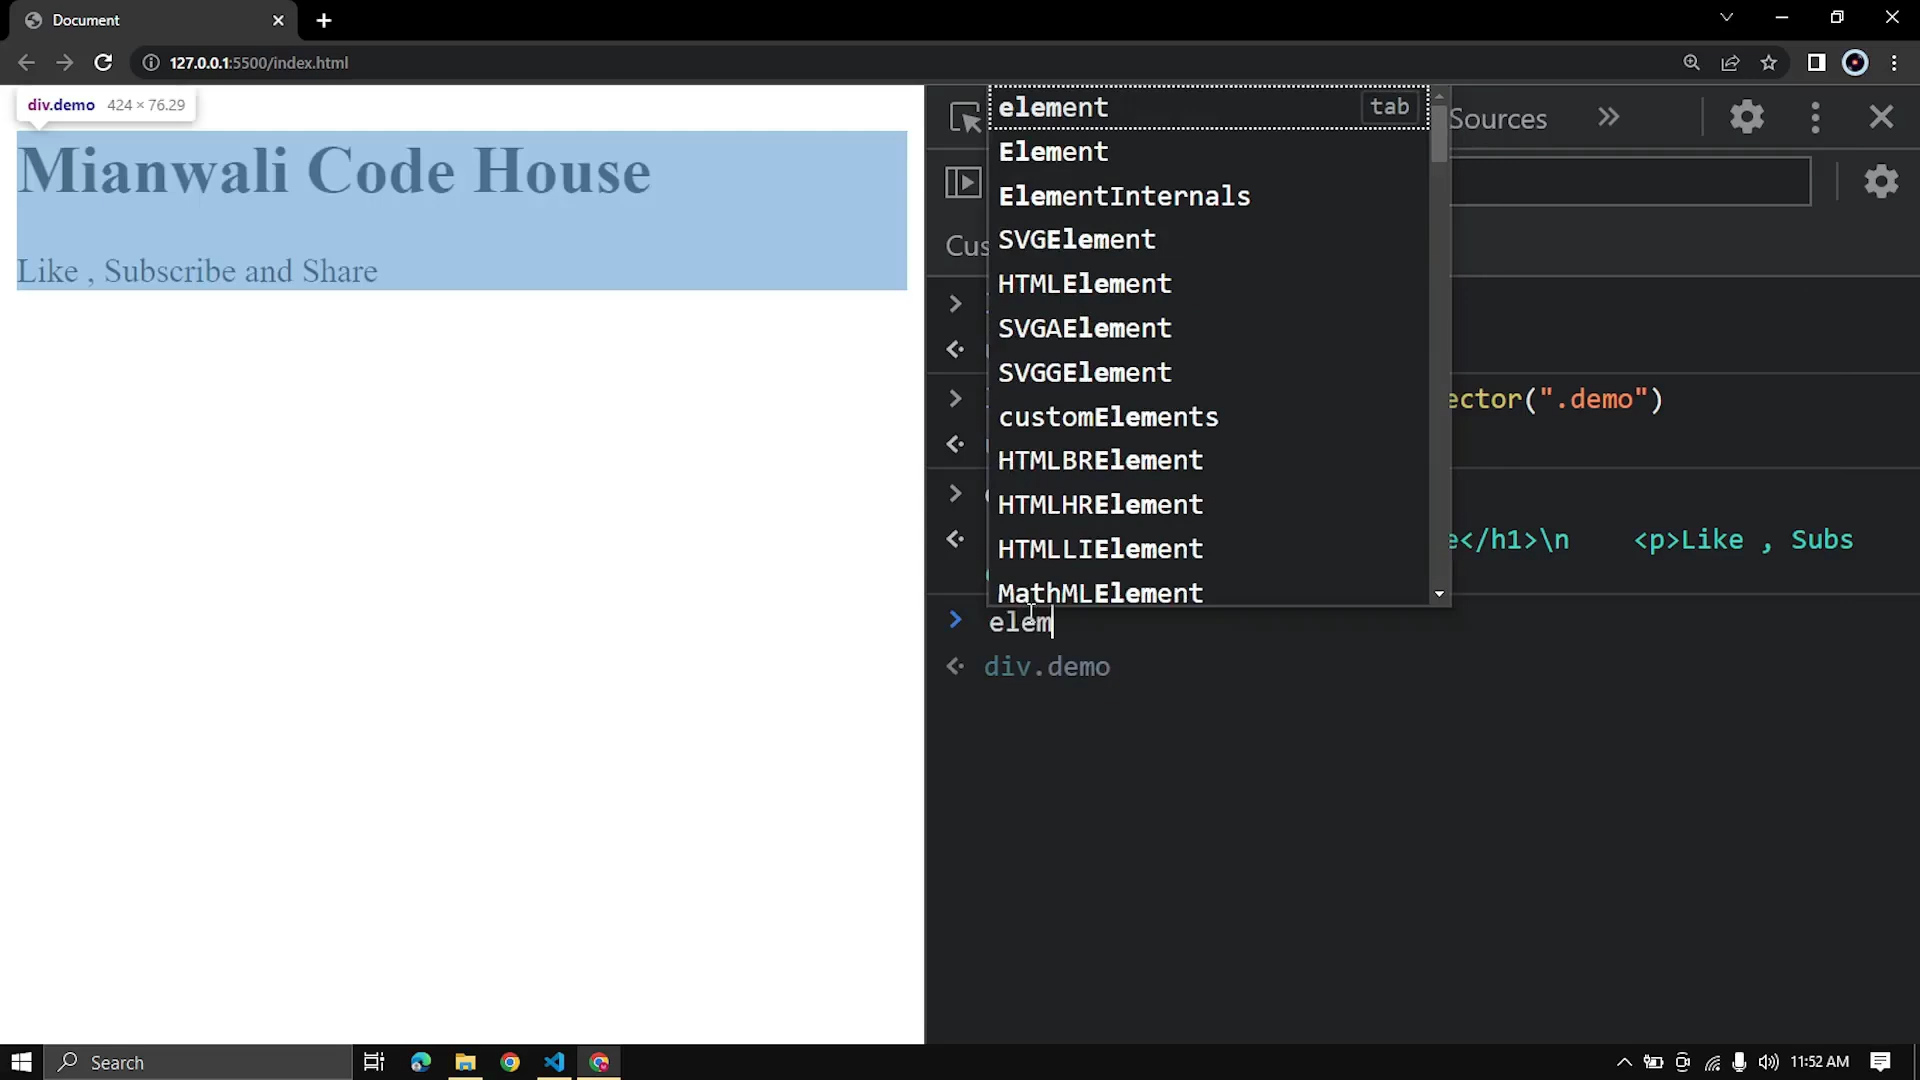 Document
127.0.0.1:5500/index.html
div.demo 424 × 76.29
Mianwali Code House
Like , Subscribe and Share
element tab
Element
ElementInternals
SVGElement
HTMLElement
SVGAElement
SVGGElement
customElements
HTMLBRElement
HTMLHRElement
HTMLLIElement
MathMLElement
Sources
Cus
ector(".demo")
e</h1>\n <p>Like , Subs
elem
div.demo
Search
11:52 AM